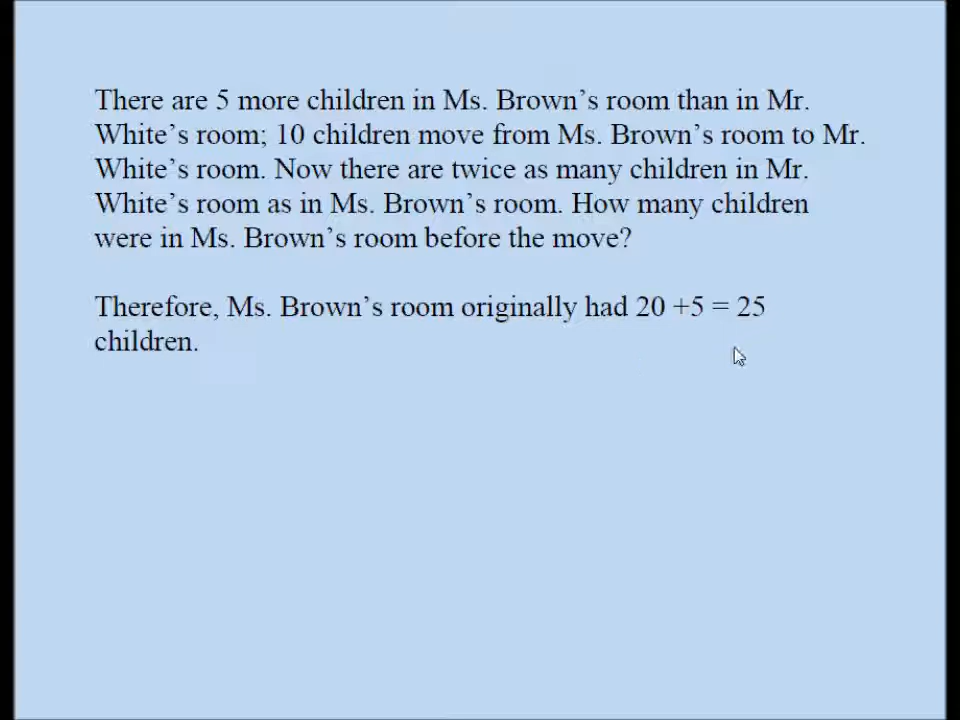 There are 5 more children in Ms. Brown’s room than in Mr.
White’s room; 10 children move from Ms. Brown’s room to Mr.
White’s room. Now there are twice as many children in Mr.
White’s room as in Ms. Brown’s room. How many children
were in Ms. Brown’s room before the move?
Therefore, Ms. Brown’s room originally had 20 +5 = 25
children.